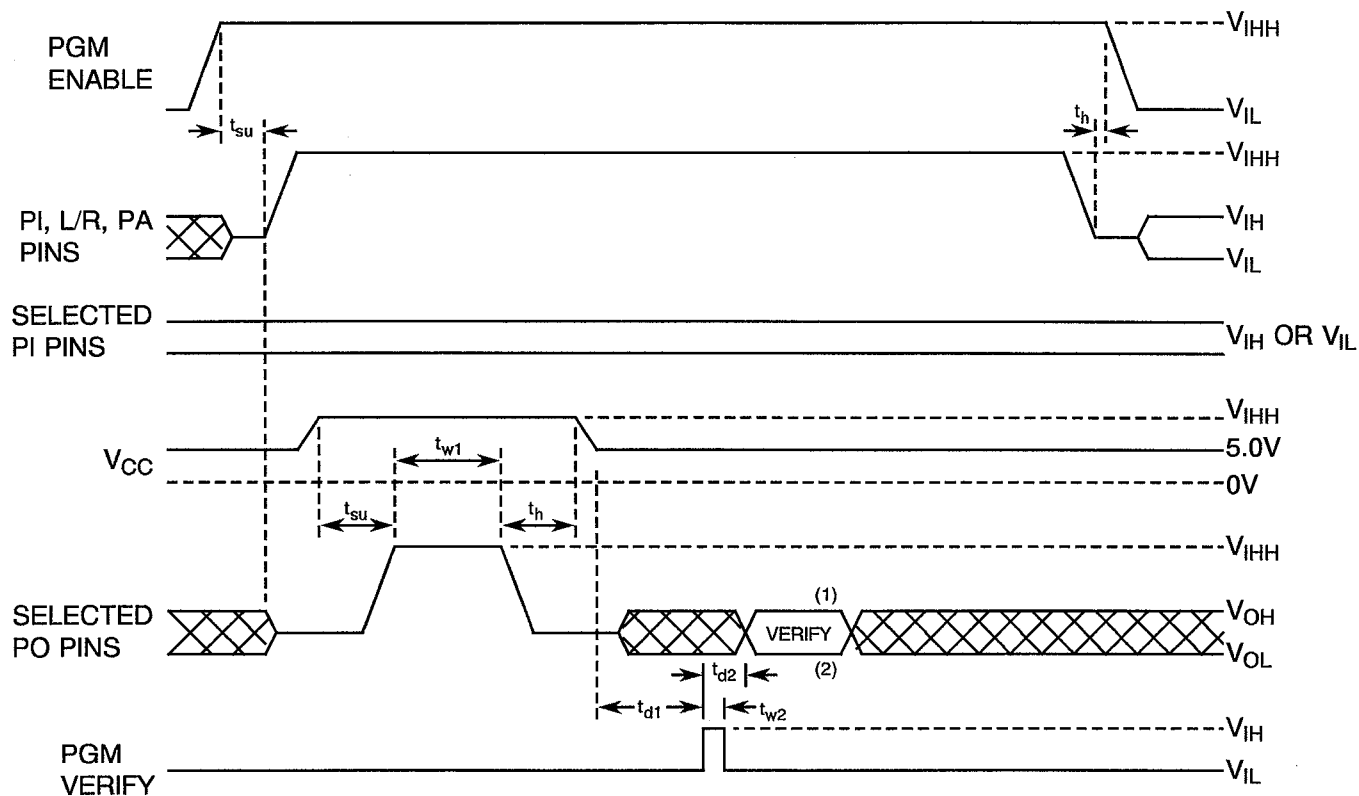 PGM
ENABLE
V_IHH
V_IL
t_su
t_h
V_IHH
PI, L/R, PA
PINS
V_IH
V_IL
SELECTED
PI PINS
V_IH OR V_IL
V_CC
V_IHH
5.0V
0V
t_w1
t_su
t_h
V_IHH
SELECTED
PO PINS
(1)
VERIFY
(2)
V_OH
V_OL
t_d2
t_d1
t_w2
PGM
VERIFY
V_IH
V_IL